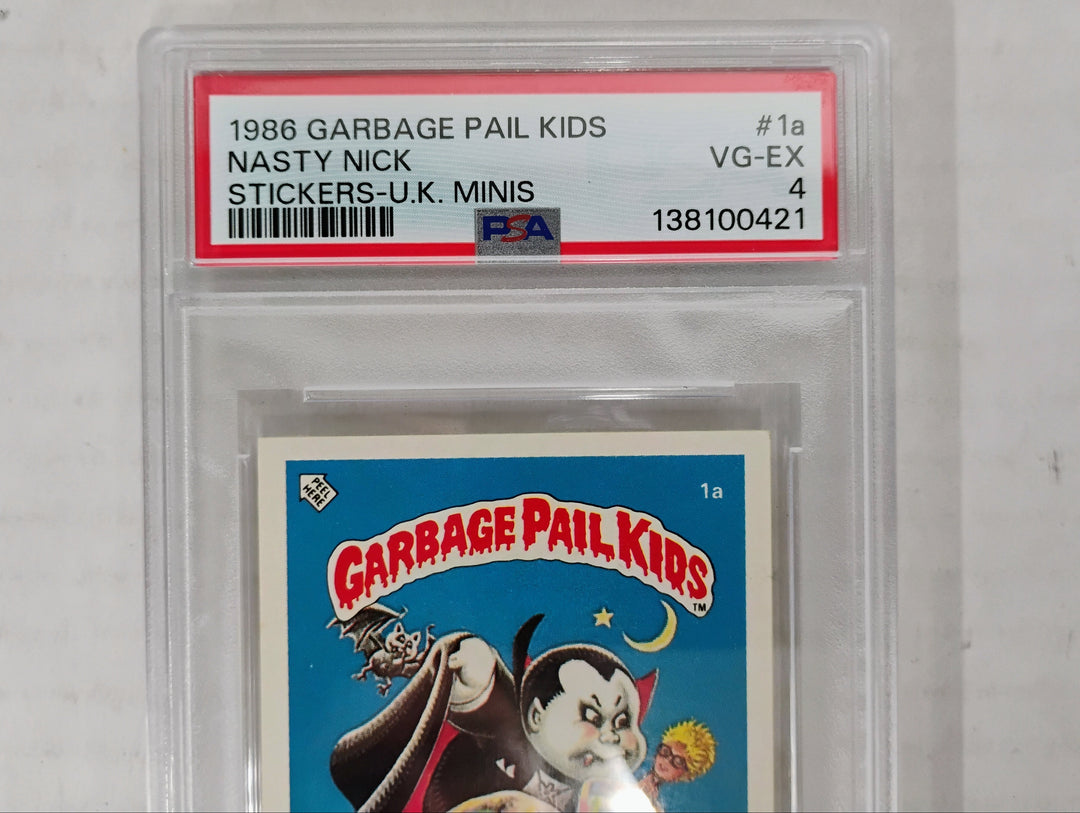 1986 GARBAGE PAIL KIDS #1a
NASTY NICK VG-EX
STICKERS-U.K. MINIS 4
PSA 138100421
PEEL
HERE
1a
GARBAGE PAIL KIDS
TM